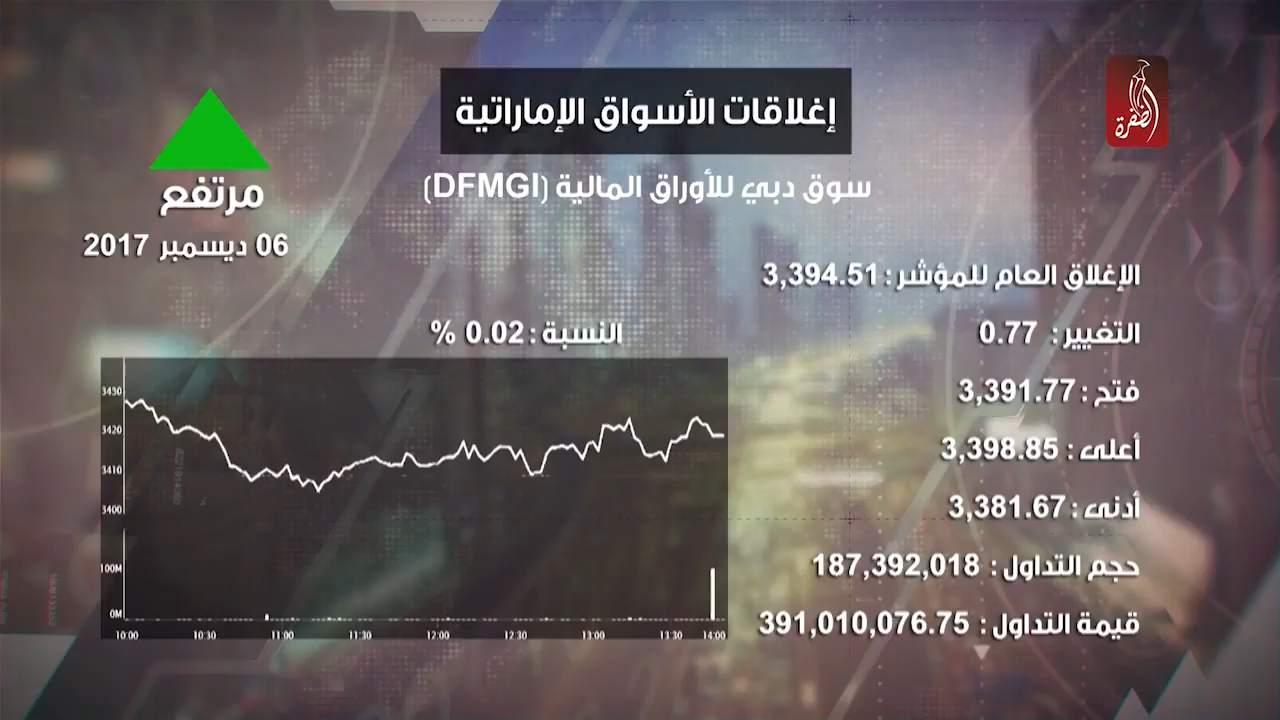 إغلاقات الأسواق الإماراتية
الظفرة
سوق دبي للأوراق المالية (DFMGI)
مرتفع
06 ديسمبر 2017
الإغلاق العام للمؤشر : 3,394.51
التغيير : 0.77
النسبة : 0.02 %
فتح : 3,391.77
أعلى : 3,398.85
أدنى : 3,381.67
حجم التداول : 187,392,018
قيمة التداول : 391,010,076.75
3430
3420
3410
3400
100M
0M
10:00 10:30 11:00 11:30 12:00 12:30 13:00 13:30 14:00